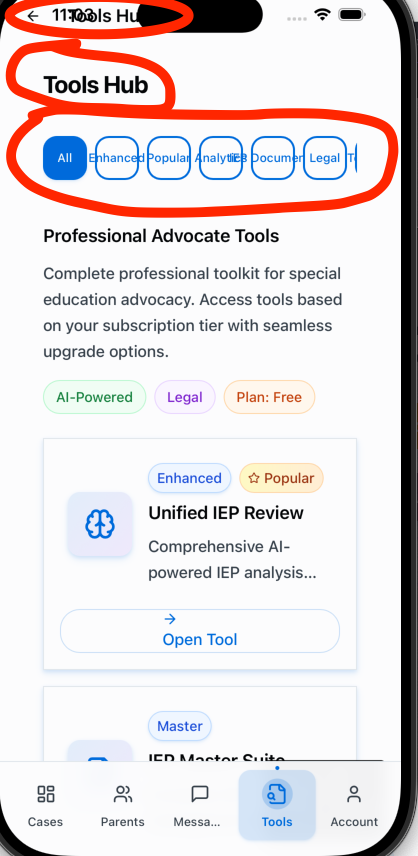 11:03
Tools Hu
Tools Hub
All Enhanced Popular Analytics IEP Documen Legal
Professional Advocate Tools
Complete professional toolkit for special
education advocacy. Access tools based
on your subscription tier with seamless
upgrade options.
AI-Powered Legal Plan: Free
Enhanced Popular
Unified IEP Review
Comprehensive AI-
powered IEP analysis...
Open Tool
Master
IEP Master Suite
Cases Parents Messa... Tools Account